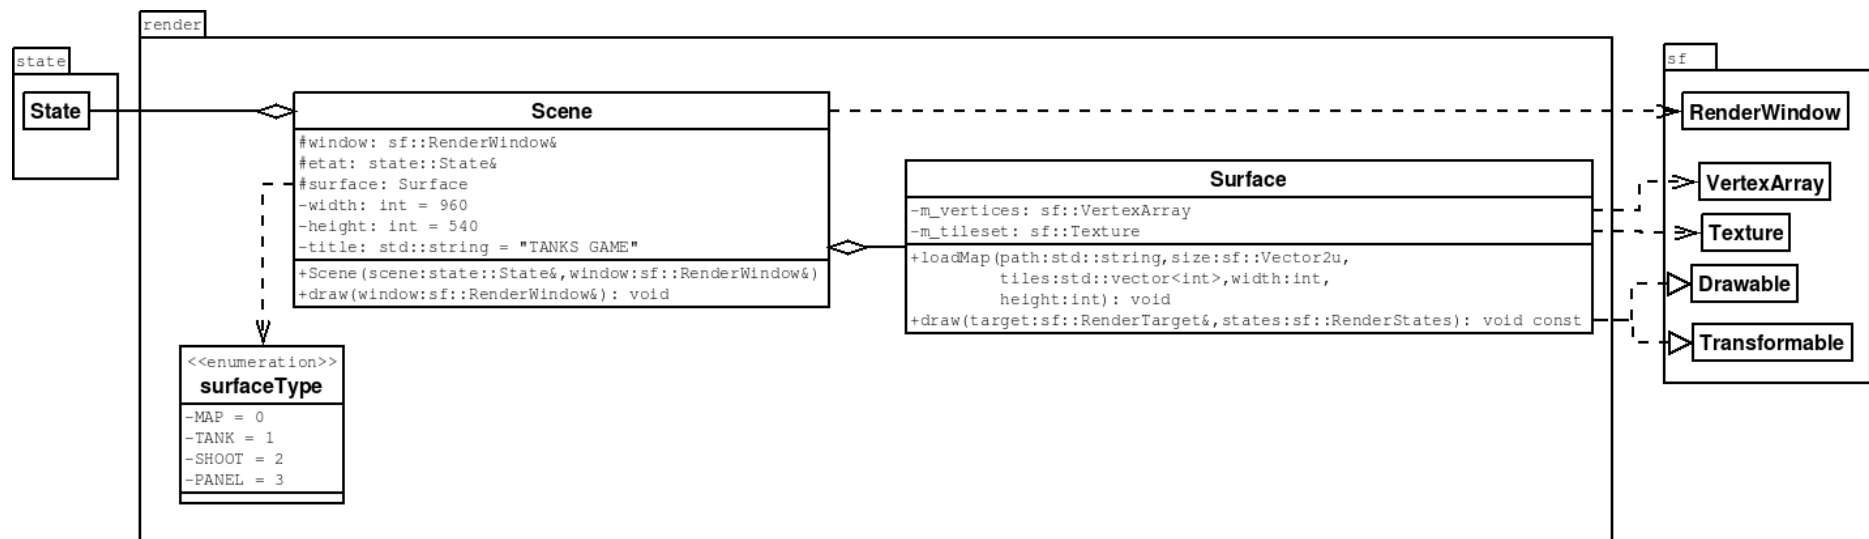 render
state
State
Scene
#window: sf::RenderWindow&
#etat: state::State&
#surface: Surface
-width: int = 960
-height: int = 540
-title: std::string = "TANKS GAME"
+Scene(scene:state::State&,window:sf::RenderWindow&)
+draw(window:sf::RenderWindow&): void
<<enumeration>>
surfaceType
-MAP = 0
-TANK = 1
-SHOOT = 2
-PANEL = 3
Surface
-m_vertices: sf::VertexArray
-m_tileset: sf::Texture
+loadMap(path:std::string,size:sf::Vector2u,
tiles:std::vector<int>,width:int,
height:int): void
+draw(target:sf::RenderTarget&,states:sf::RenderStates): void const
sf
RenderWindow
VertexArray
Texture
Drawable
Transformable